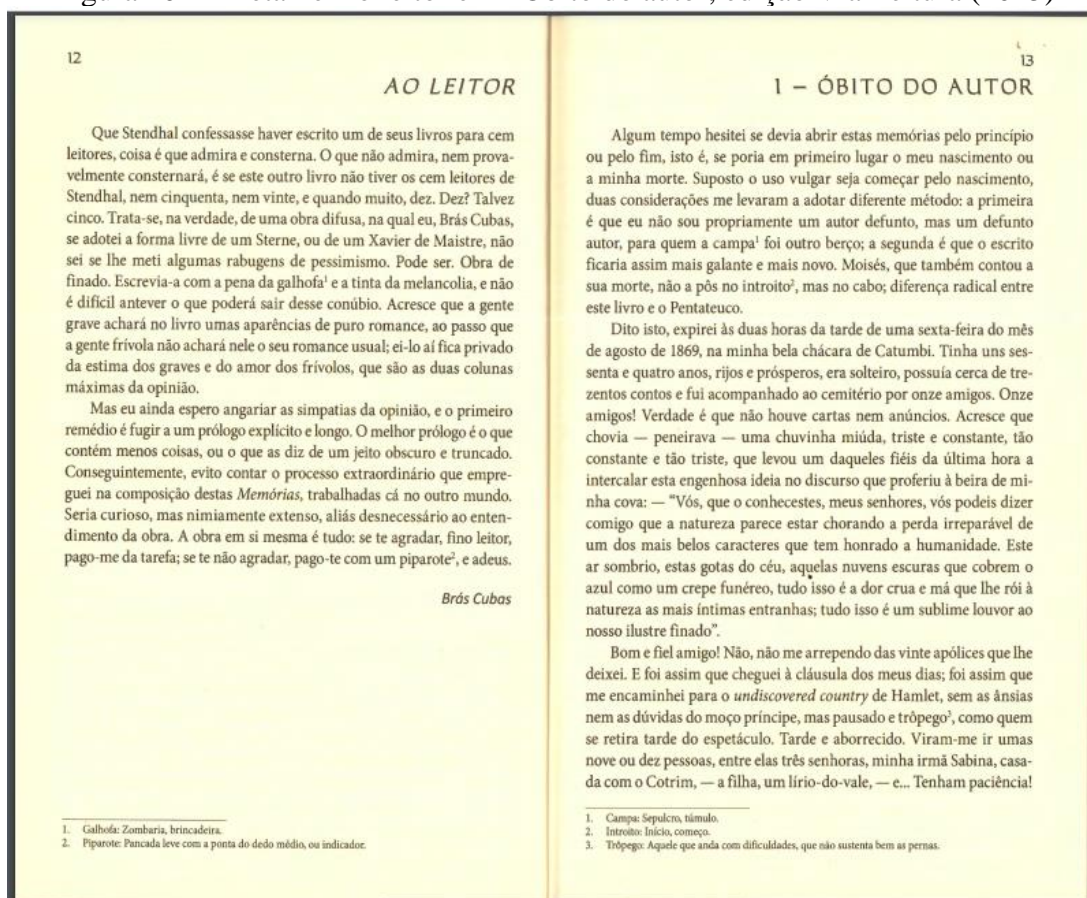 12
AO LEITOR
Que Stendhal confessasse haver escrito um de seus livros para cem
leitores, coisa é que admira e consterna. O que não admira, nem prova-
velmente consternará, é se este outro livro não tiver os cem leitores de
Stendhal, nem cinquenta, nem vinte, e quando muito, dez. Dez? Talvez
cinco. Trata-se, na verdade, de uma obra difusa, na qual eu, Brás Cubas,
se adotei a forma livre de um Sterne, ou de um Xavier de Maistre, não
sei se lhe meti algumas rabugens de pessimismo. Pode ser. Obra de
finado. Escrevia-a com a pena da galhofa¹ e a tinta da melancolia, e não
é difícil antever o que poderá sair desse conúbio. Acresce que a gente
grave achará no livro umas aparências de puro romance, ao passo que
a gente frívola não achará nele o seu romance usual; ei-lo aí fica privado
da estima dos graves e do amor dos frívolos, que são as duas colunas
máximas da opinião.
Mas eu ainda espero angariar as simpatias da opinião, e o primeiro
remédio é fugir a um prólogo explícito e longo. O melhor prólogo é o que
contém menos coisas, ou o que as diz de um jeito obscuro e truncado.
Conseguintemente, evito contar o processo extraordinário que empre-
guei na composição destas Memórias, trabalhadas cá no outro mundo.
Seria curioso, mas nimiamente extenso, aliás desnecessário ao enten-
dimento da obra. A obra em si mesma é tudo: se te agradar, fino leitor,
pago-me da tarefa; se te não agradar, pago-te com um piparote², e adeus.
Brás Cubas
1. Galhofa: Zombaria, brincadeira.
2. Piparote: Pancada leve com a ponta do dedo médio, ou indicador.
13
1 – ÓBITO DO AUTOR
Algum tempo hesitei se devia abrir estas memórias pelo princípio
ou pelo fim, isto é, se poria em primeiro lugar o meu nascimento ou
a minha morte. Suposto o uso vulgar seja começar pelo nascimento,
duas considerações me levaram a adotar diferente método: a primeira
é que eu não sou propriamente um autor defunto, mas um defunto
autor, para quem a campa¹ foi outro berço; a segunda é que o escrito
ficaria assim mais galante e mais novo. Moisés, que também contou a
sua morte, não a pôs no introito², mas no cabo; diferença radical entre
este livro e o Pentateuco.
Dito isto, expirei às duas horas da tarde de uma sexta-feira do mês
de agosto de 1869, na minha bela chácara de Catumbi. Tinha uns ses-
senta e quatro anos, rijos e prósperos, era solteiro, possuía cerca de tre-
zentos contos e fui acompanhado ao cemitério por onze amigos. Onze
amigos! Verdade é que não houve cartas nem anúncios. Acresce que
chovia — peneirava — uma chuvinha miúda, triste e constante, tão
constante e tão triste, que levou um daqueles fiéis da última hora a
intercalar esta engenhosa ideia no discurso que proferiu à beira de mi-
nha cova: — “Vós, que o conhecestes, meus senhores, vós podeis dizer
comigo que a natureza parece estar chorando a perda irreparável de
um dos mais belos caracteres que tem honrado a humanidade. Este
ar sombrio, estas gotas do céu, aquelas nuvens escuras que cobrem o
azul como um crepe funéreo, tudo isso é a dor crua e má que lhe rói à
natureza as mais íntimas entranhas; tudo isso é um sublime louvor ao
nosso ilustre finado”.
Bom e fiel amigo! Não, não me arrependo das vinte apólices que lhe
deixei. E foi assim que cheguei à cláusula dos meus dias; foi assim que
me encaminhei para o undiscovered country de Hamlet, sem as ânsias
nem as dúvidas do moço príncipe, mas pausado e trôpego³, como quem
se retira tarde do espetáculo. Tarde e aborrecido. Viram-me ir umas
nove ou dez pessoas, entre elas três senhoras, minha irmã Sabina, casa-
da com o Cotrim, — a filha, um lírio-do-vale, — e... Tenham paciência!
1. Campa: Sepulcro, túmulo.
2. Introito: Início, começo.
3. Trôpego: Aquele que anda com dificuldades, que não sustenta bem as pernas.